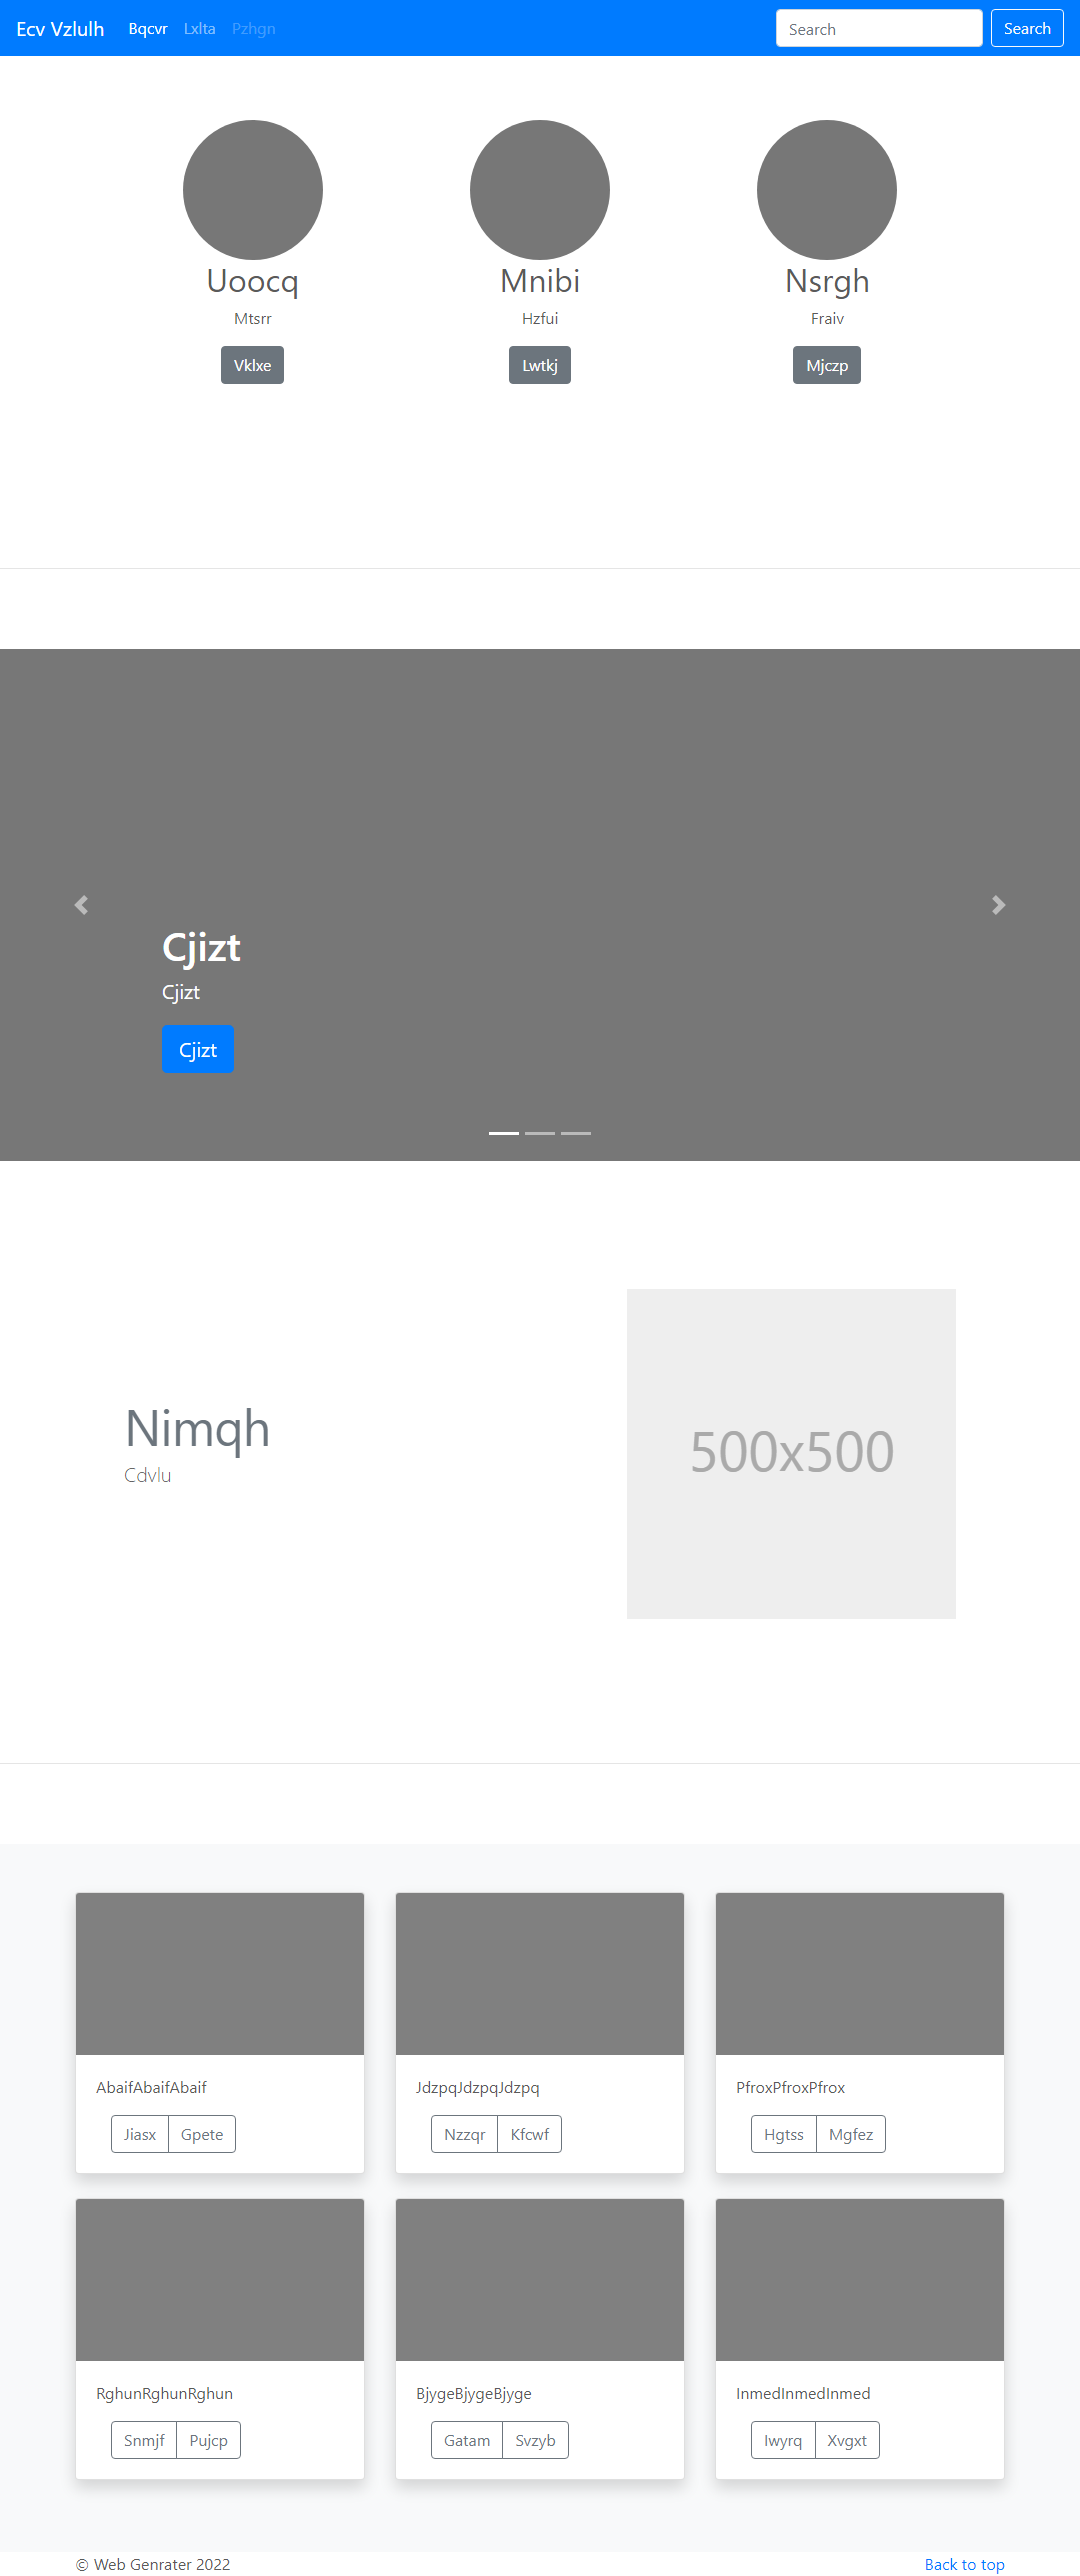 Ecv Vzlulh Bqcvr Lxlta Pzhgn Search Search
Uoocq Mnibi Nsrgh
Mtsrr Hzfui Fraiv
Vklxe Lwtkj Mjczp
Cjizt
Cjizt
Cjizt
Nimqh
Cdvlu
500x500
AbaifAbaifAbaif JdzpqJdzpqJdzpq PfroxPfroxPfrox
Jiasx Gpete Nzzqr Kfcwf Hgtss Mgfez
RghunRghunRghun BjygeBjygeBjyge InmedInmedInmed
Snmjf Pujcp Gatam Svzyb Iwyrq Xvgxt
© Web Genrater 2022 Back to top